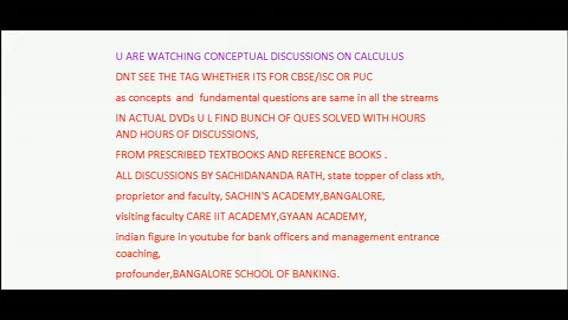 U ARE WATCHING CONCEPTUAL DISCUSSIONS ON CALCULUS
DNT SEE THE TAG WHETHER ITS FOR CBSE/ISC OR PUC
as concepts and fundamental questions are same in all the streams
IN ACTUAL DVDs U L FIND BUNCH OF QUES SOLVED WITH HOURS
AND HOURS OF DISCUSSIONS,
FROM PRESCRIBED TEXTBOOKS AND REFERENCE BOOKS .
ALL DISCUSSIONS BY SACHIDANANDA RATH, state topper of class xth,
proprietor and faculty, SACHIN'S ACADEMY,BANGALORE,
visiting faculty CARE IIT ACADEMY,GYAAN ACADEMY,
indian figure in youtube for bank officers and management entrance
coaching,
profounder,BANGALORE SCHOOL OF BANKING.